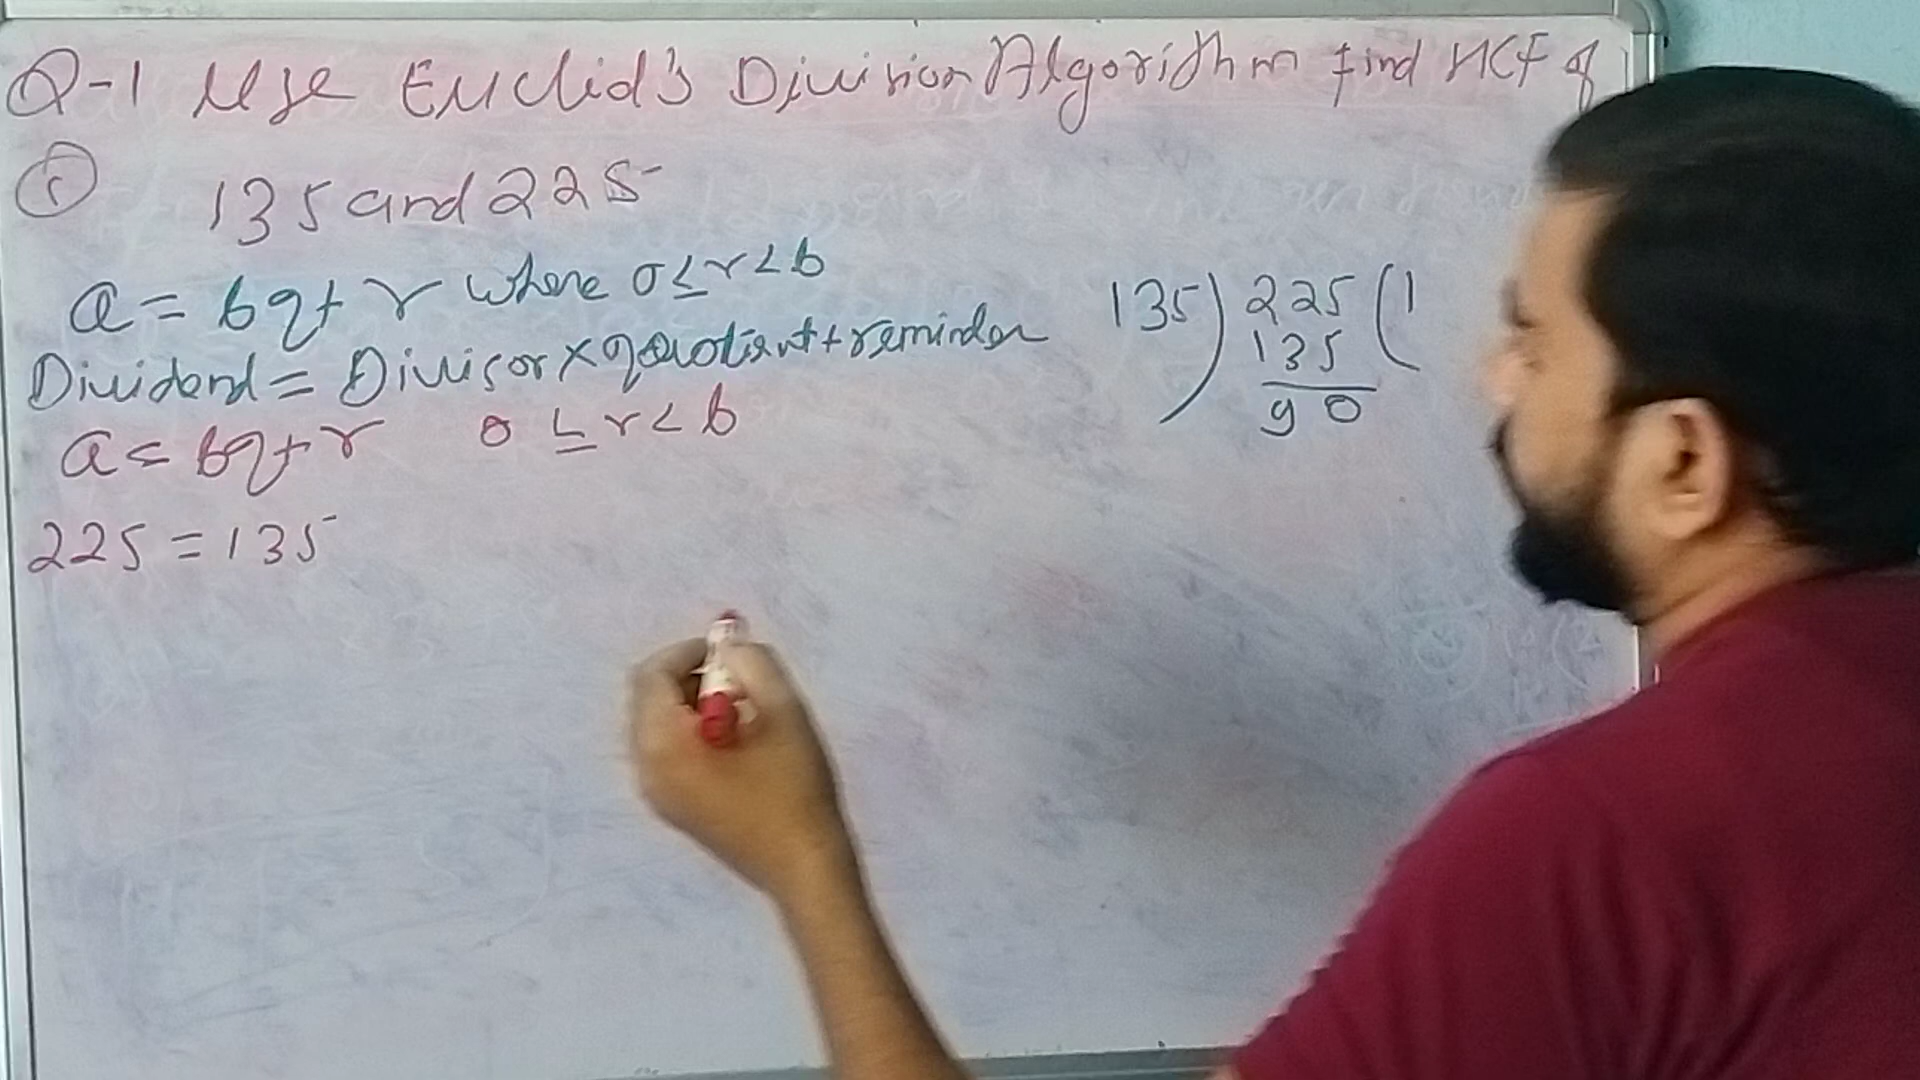 Q-1 Use Euclid's Division Algorithm find HCF of
(i) 135 and 225
a = bq + r where 0 ≤ r < b
Dividend = Divisor × quotient + reminder
a = bq + r 0 ≤ r < b
225 = 135
135) 225 (1
135
90